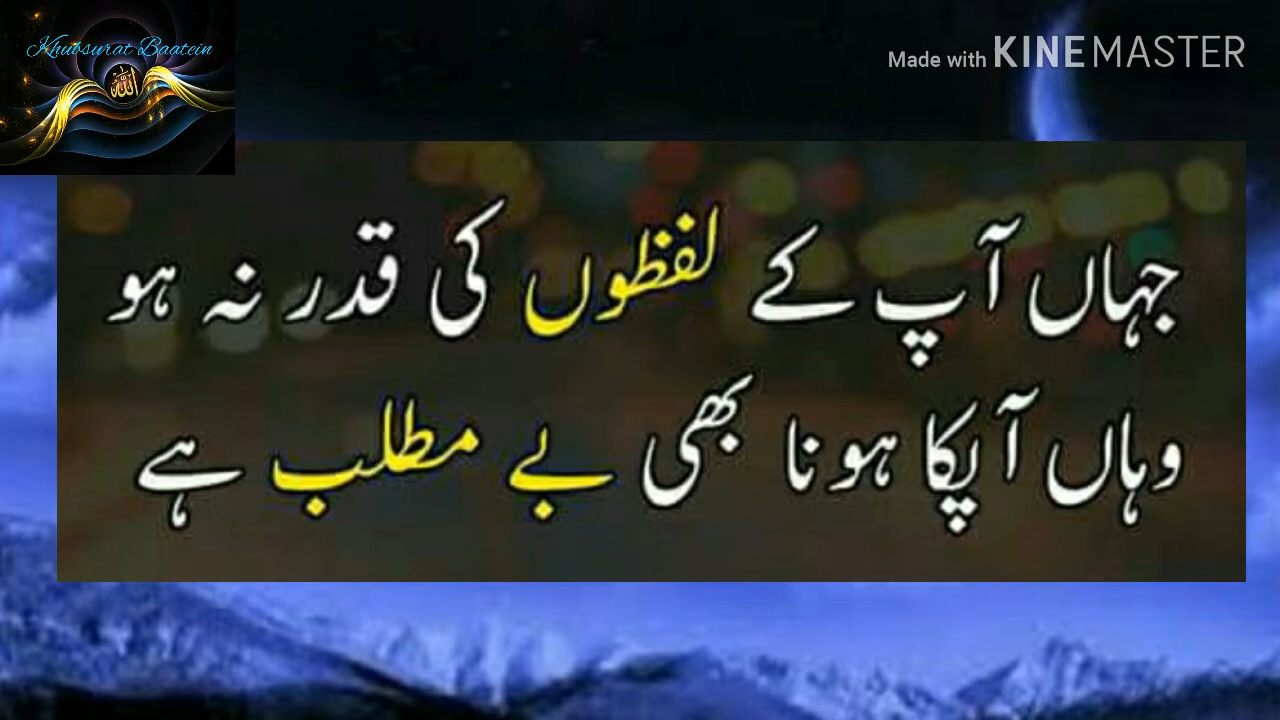 Khubsurat Baatein
الله
Made with KINEMASTER
جہاں آپ کے لفظوں کی قدر نہ ہو
وہاں آپکا ہونا بھی بے مطلب ہے